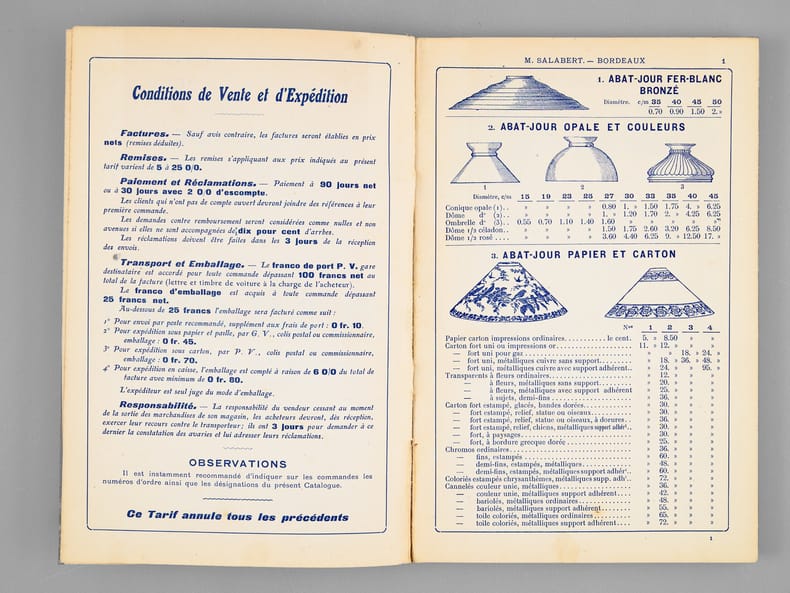 Conditions de Vente et d'Expédition
Factures. — Sauf avis contraire, les factures seront établies en prix
nets (remises déduites).
Remises. — Les remises s'appliquant aux prix indiqués au présent
tarif varient de 5 à 25 0/0.
Paiement et Réclamations. — Paiement à 90 jours net
ou à 30 jours avec 2 0 0 d'escompte.
Les clients qui n'ont pas de compte ouvert devront joindre des références à leur
première commande.
Les demandes contre remboursement seront considérées comme nulles et non
avenues si elle ne sont accompagnées de dix pour cent d'arrhes.
Les réclamations doivent être faites dans les 3 jours de la réception
des envois.
Transport et Emballage. — Le franco de port P. V. gare
destinataire est accordé pour toute commande dépassant 100 francs net au
total de la facture (lettre et timbre de voiture à la charge de l'acheteur).
Le franco d'emballage est acquis à toute commande dépassant
25 francs net.
Au-dessous de 25 francs l'emballage sera facturé comme suit :
1° Pour envoi par poste recommandé, supplément aux frais de port : 0 fr. 10.
2° Pour expédition sous papier et paille, par G. V., colis postal ou commissionnaire,
emballage : 0 fr. 45.
3° Pour expédition sous carton, par P. V., colis postal ou commissionnaire,
emballage : 0 fr. 70.
4° Pour expédition en caisse, l'emballage est compté à raison de 6 0/0 du total de
facture avec minimum de 0 fr. 80.
L'expéditeur est seul juge du mode d'emballage.
Responsabilité. — La responsabilité du vendeur cessant au moment
de la sortie des marchandises de son magasin, les acheteurs devront, dès réception,
exercer leur recours contre le transporteur; ils ont 3 jours pour demander à ce
dernier la constatation des avaries et lui adresser leurs réclamations.
OBSERVATIONS
Il est instamment recommandé d'indiquer sur les commandes les
numéros d'ordre ainsi que les désignations du présent Catalogue.
Ce Tarif annule tous les précédents
M. SALABERT. — BORDEAUX 1
1. ABAT-JOUR FER-BLANC
BRONZÉ
Diamètre. c/m 35 40 45 50
0.70 0.90 1.50 2. »
2. ABAT-JOUR OPALE ET COULEURS
1 2 3
Diamètre, c/m 15 19 23 25 27 30 33 35 40 45
Conique opale (1).. » » » » 0.80 1. » 1.50 1.75 4. » 6.25
Dôme d° (2).. » » » » 1. » 1.20 1.70 2. » 4.25 6.25
Ombrelle d° (3).. 0.55 0.70 1.10 1.40 1.60 » » » » »
Dôme 1/2 céladon.. » » » » 1.50 1.75 2.60 3.20 6.25 8.50
Dôme 1/2 rosé .... » » » » 3.60 4.40 6.25 9. » 12.50 17. »
3. ABAT-JOUR PAPIER ET CARTON
Nos 1 2 3 4
Papier carton impressions ordinaires.......... le cent. 5. » 8.50 » »
Carton fort uni ou impressions or.............. 11. » 12. » » »
— fort uni pour gaz.................... » » 18. » 24. »
— fort uni, métalliques cuivre sans support...... » 18. » 36. » 48. »
— fort uni, métalliques cuivre avec support adhérent.. » 24. » » 95. »
Transparents à fleurs ordinaires................ » 12. » »
— à fleurs, métalliques sans support........ » 20. » »
— à fleurs, métalliques avec support adhérent » 25. » »
— à sujets, demi-fins.................. » 36. » »
Carton fort estampé, glacés, bandes dorées.......... » 30. » »
— fort estampé, relief, statue ou oiseaux.......... » 30. » »
— fort estampé, relief, statue ou oiseaux, à dorures.. » 36. » »
— fort estampé, relief, chiens, métalliques support adhért. » 30. » »
— fort, à paysages.................... » 30. » »
— fort, à bordure grecque dorée.............. » 25. » »
Chromos ordinaires........................ » 36. » »
— fins, estampés.................... » 60. » »
— demi-fins, estampés, métalliques............ » 48. » »
— demi-fins, estampés, métalliques support adhért.. » 60. » »
Coloriés estampés chrysanthèmes, métalliques supp. adht.. » 72. » »
Cannelés couleur unie, métalliques.............. » 36. » »
— couleur unie, métalliques support adhérent.... » 42. » »
— bariolés, métalliques ordinaires............ » 48. » »
— bariolés, métalliques support adhérent........ » 55. » »
— toile coloriés, métalliques ordinaires.......... » 65. » »
— toile coloriés, métalliques support adhérent.... » 72. » »
1